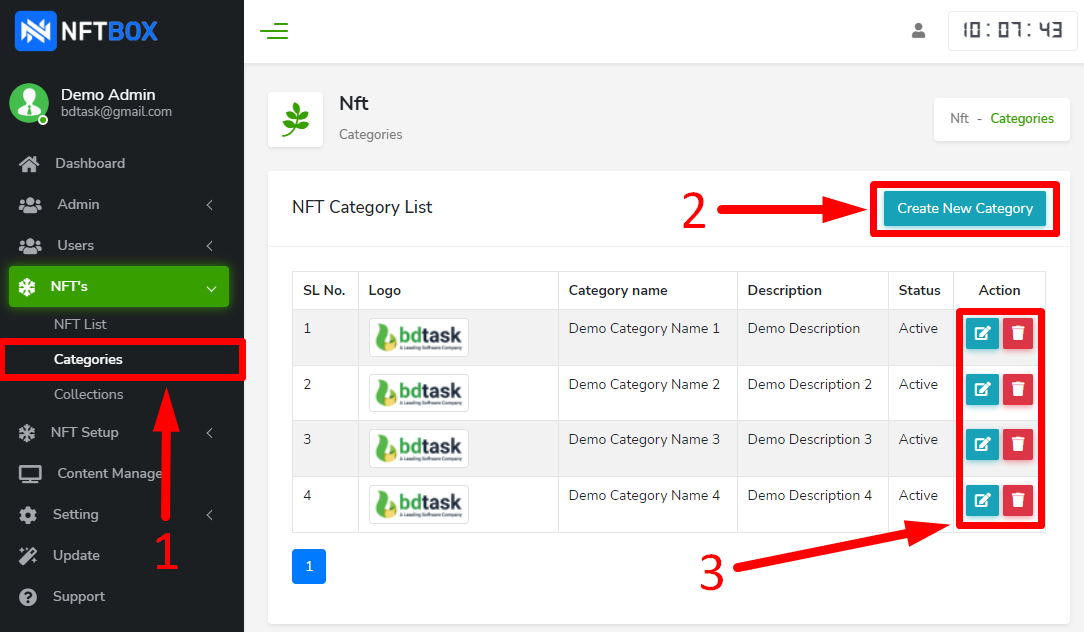 NFTBOX
10:07:43
Demo Admin
bdtask@gmail.com
Dashboard
Admin
Users
NFT's
NFT List
Categories
Collections
NFT Setup
Content Manage
Setting
Update
Support
1
Nft
Categories
Nft - Categories
NFT Category List
2
Create New Category
SL No. Logo Category name Description Status Action
1 bdtask A Leading Software Company Demo Category Name 1 Demo Description Active
2 bdtask A Leading Software Company Demo Category Name 2 Demo Description 2 Active
3 bdtask A Leading Software Company Demo Category Name 3 Demo Description 3 Active
4 bdtask A Leading Software Company Demo Category Name 4 Demo Description 4 Active
1
3